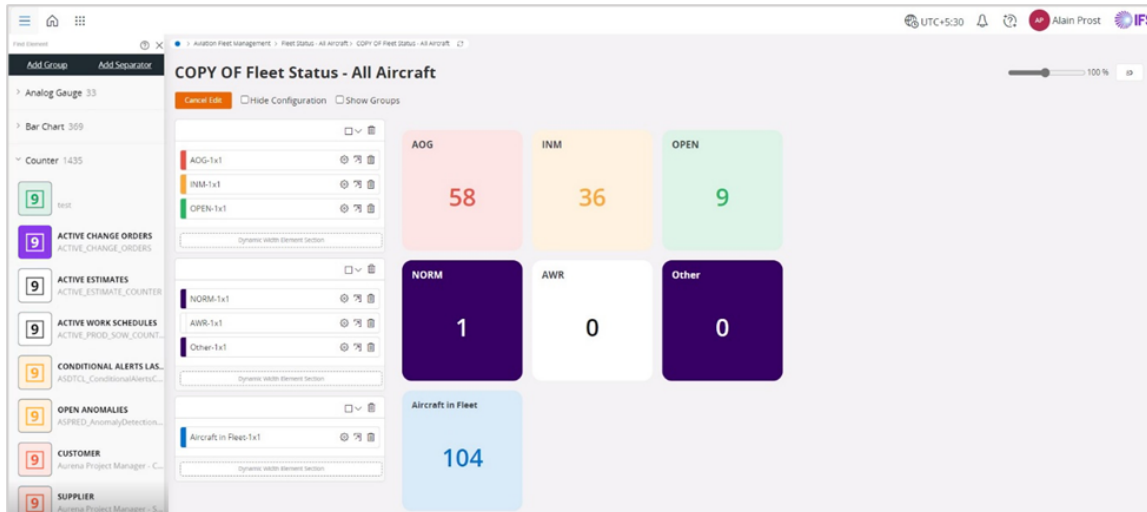 UTC+5:30
AP
Alain Prost
IFS
Find Element
Aviation Fleet Management > Fleet Status - All Aircraft > COPY OF Fleet Status - All Aircraft
Add Group
Add Separator
COPY OF Fleet Status - All Aircraft
100 %
Analog Gauge 33
Cancel Edit
Hide Configuration
Show Groups
Bar Chart 369
Counter 1435
9
test
9
ACTIVE CHANGE ORDERS
ACTIVE_CHANGE_ORDERS
9
ACTIVE ESTIMATES
ACTIVE_ESTIMATE_COUNTER
9
ACTIVE WORK SCHEDULES
ACTIVE_PROD_SOW_COUNT...
9
CONDITIONAL ALERTS LAS...
ASDTCL_ConditionalAlertsC...
9
OPEN ANOMALIES
ASPRED_AnomalyDetection...
9
CUSTOMER
Aurena Project Manager - C...
9
SUPPLIER
Aurena Project Manager - S...
AOG-1x1
INM-1x1
OPEN-1x1
Dynamic Width Element Section
NORM-1x1
AWR-1x1
Other-1x1
Dynamic Width Element Section
Aircraft in Fleet-1x1
Dynamic Width Element Section
AOG
58
INM
36
OPEN
9
NORM
1
AWR
0
Other
0
Aircraft in Fleet
104